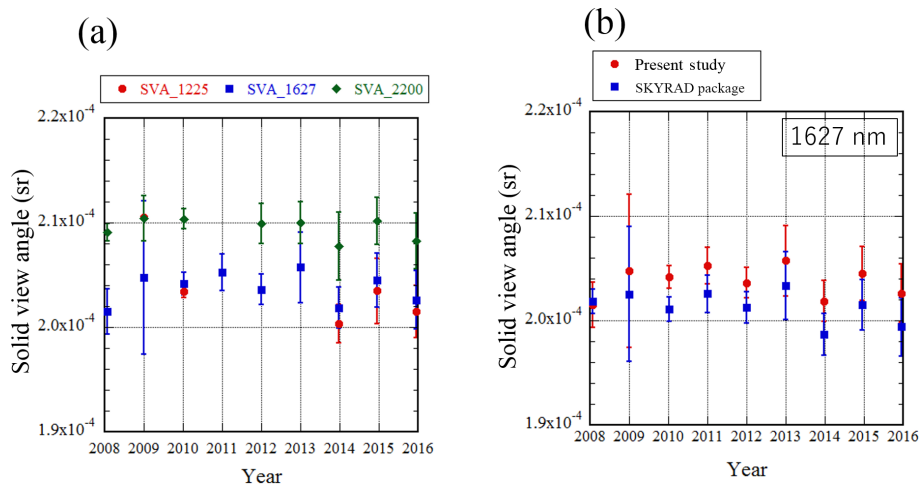 (a)
SVA_1225 SVA_1627 SVA_2200
2.2x10-4
2.1x10-4
2.0x10-4
1.9x10-4
Solid view angle (sr)
2008 2009 2010 2011 2012 2013 2014 2015 2016
Year
(b)
Present study
SKYRAD package
1627 nm
2.2x10-4
2.1x10-4
2.0x10-4
1.9x10-4
Solid view angle (sr)
2008 2009 2010 2011 2012 2013 2014 2015 2016
Year